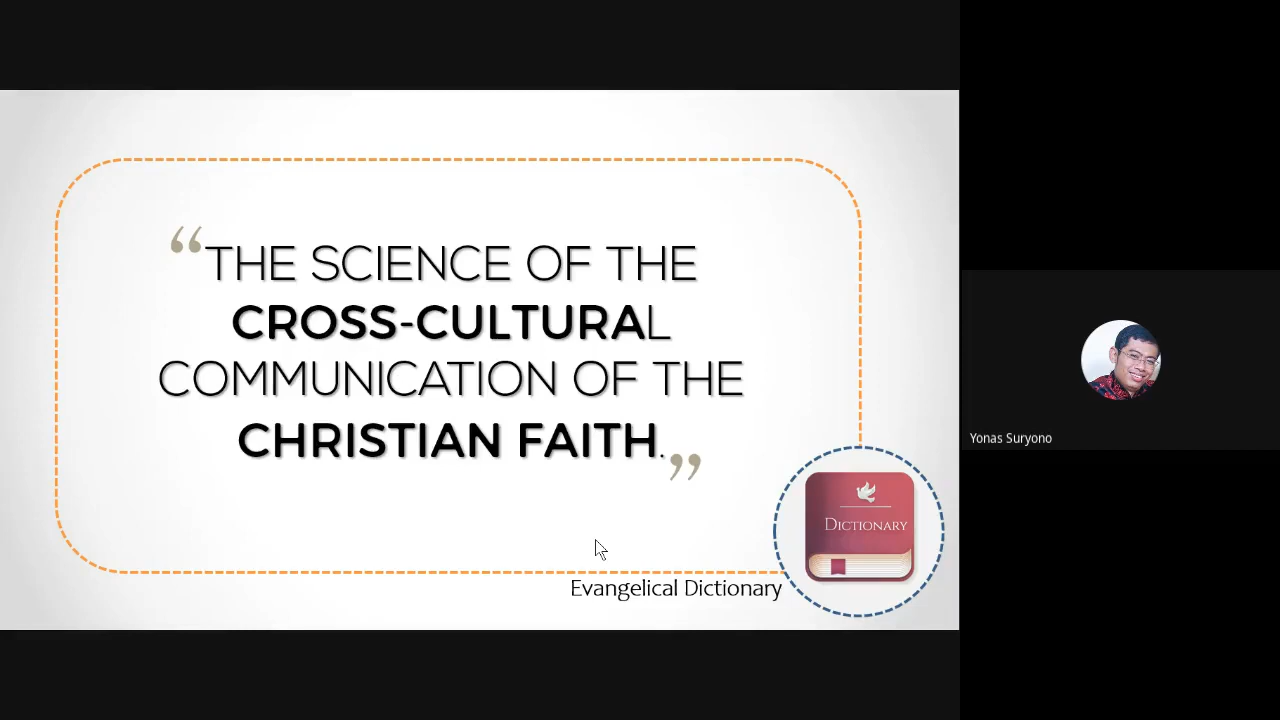 “THE SCIENCE OF THE
CROSS-CULTURAL
COMMUNICATION OF THE
CHRISTIAN FAITH.”
DICTIONARY
Evangelical Dictionary
Yonas Suryono